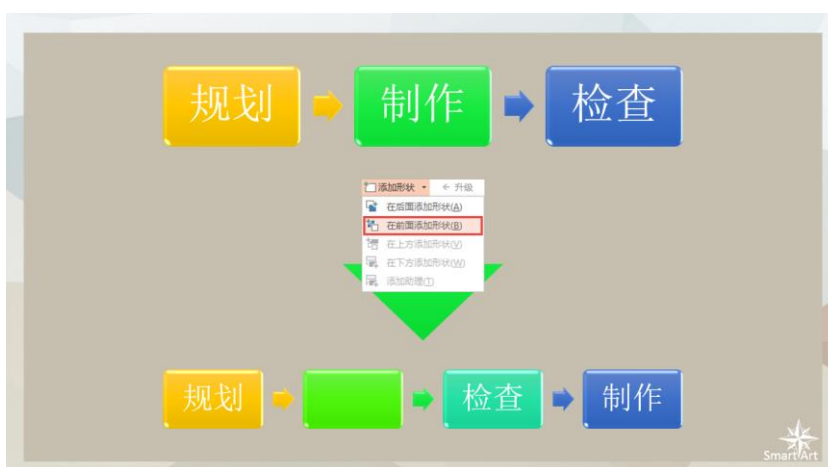 规划 制作 检查
添加形状 升级
在后面添加形状(A)
在前面添加形状(B)
在上方添加形状(V)
在下方添加形状(W)
添加助理(T)
规划 检查 制作
SmartArt